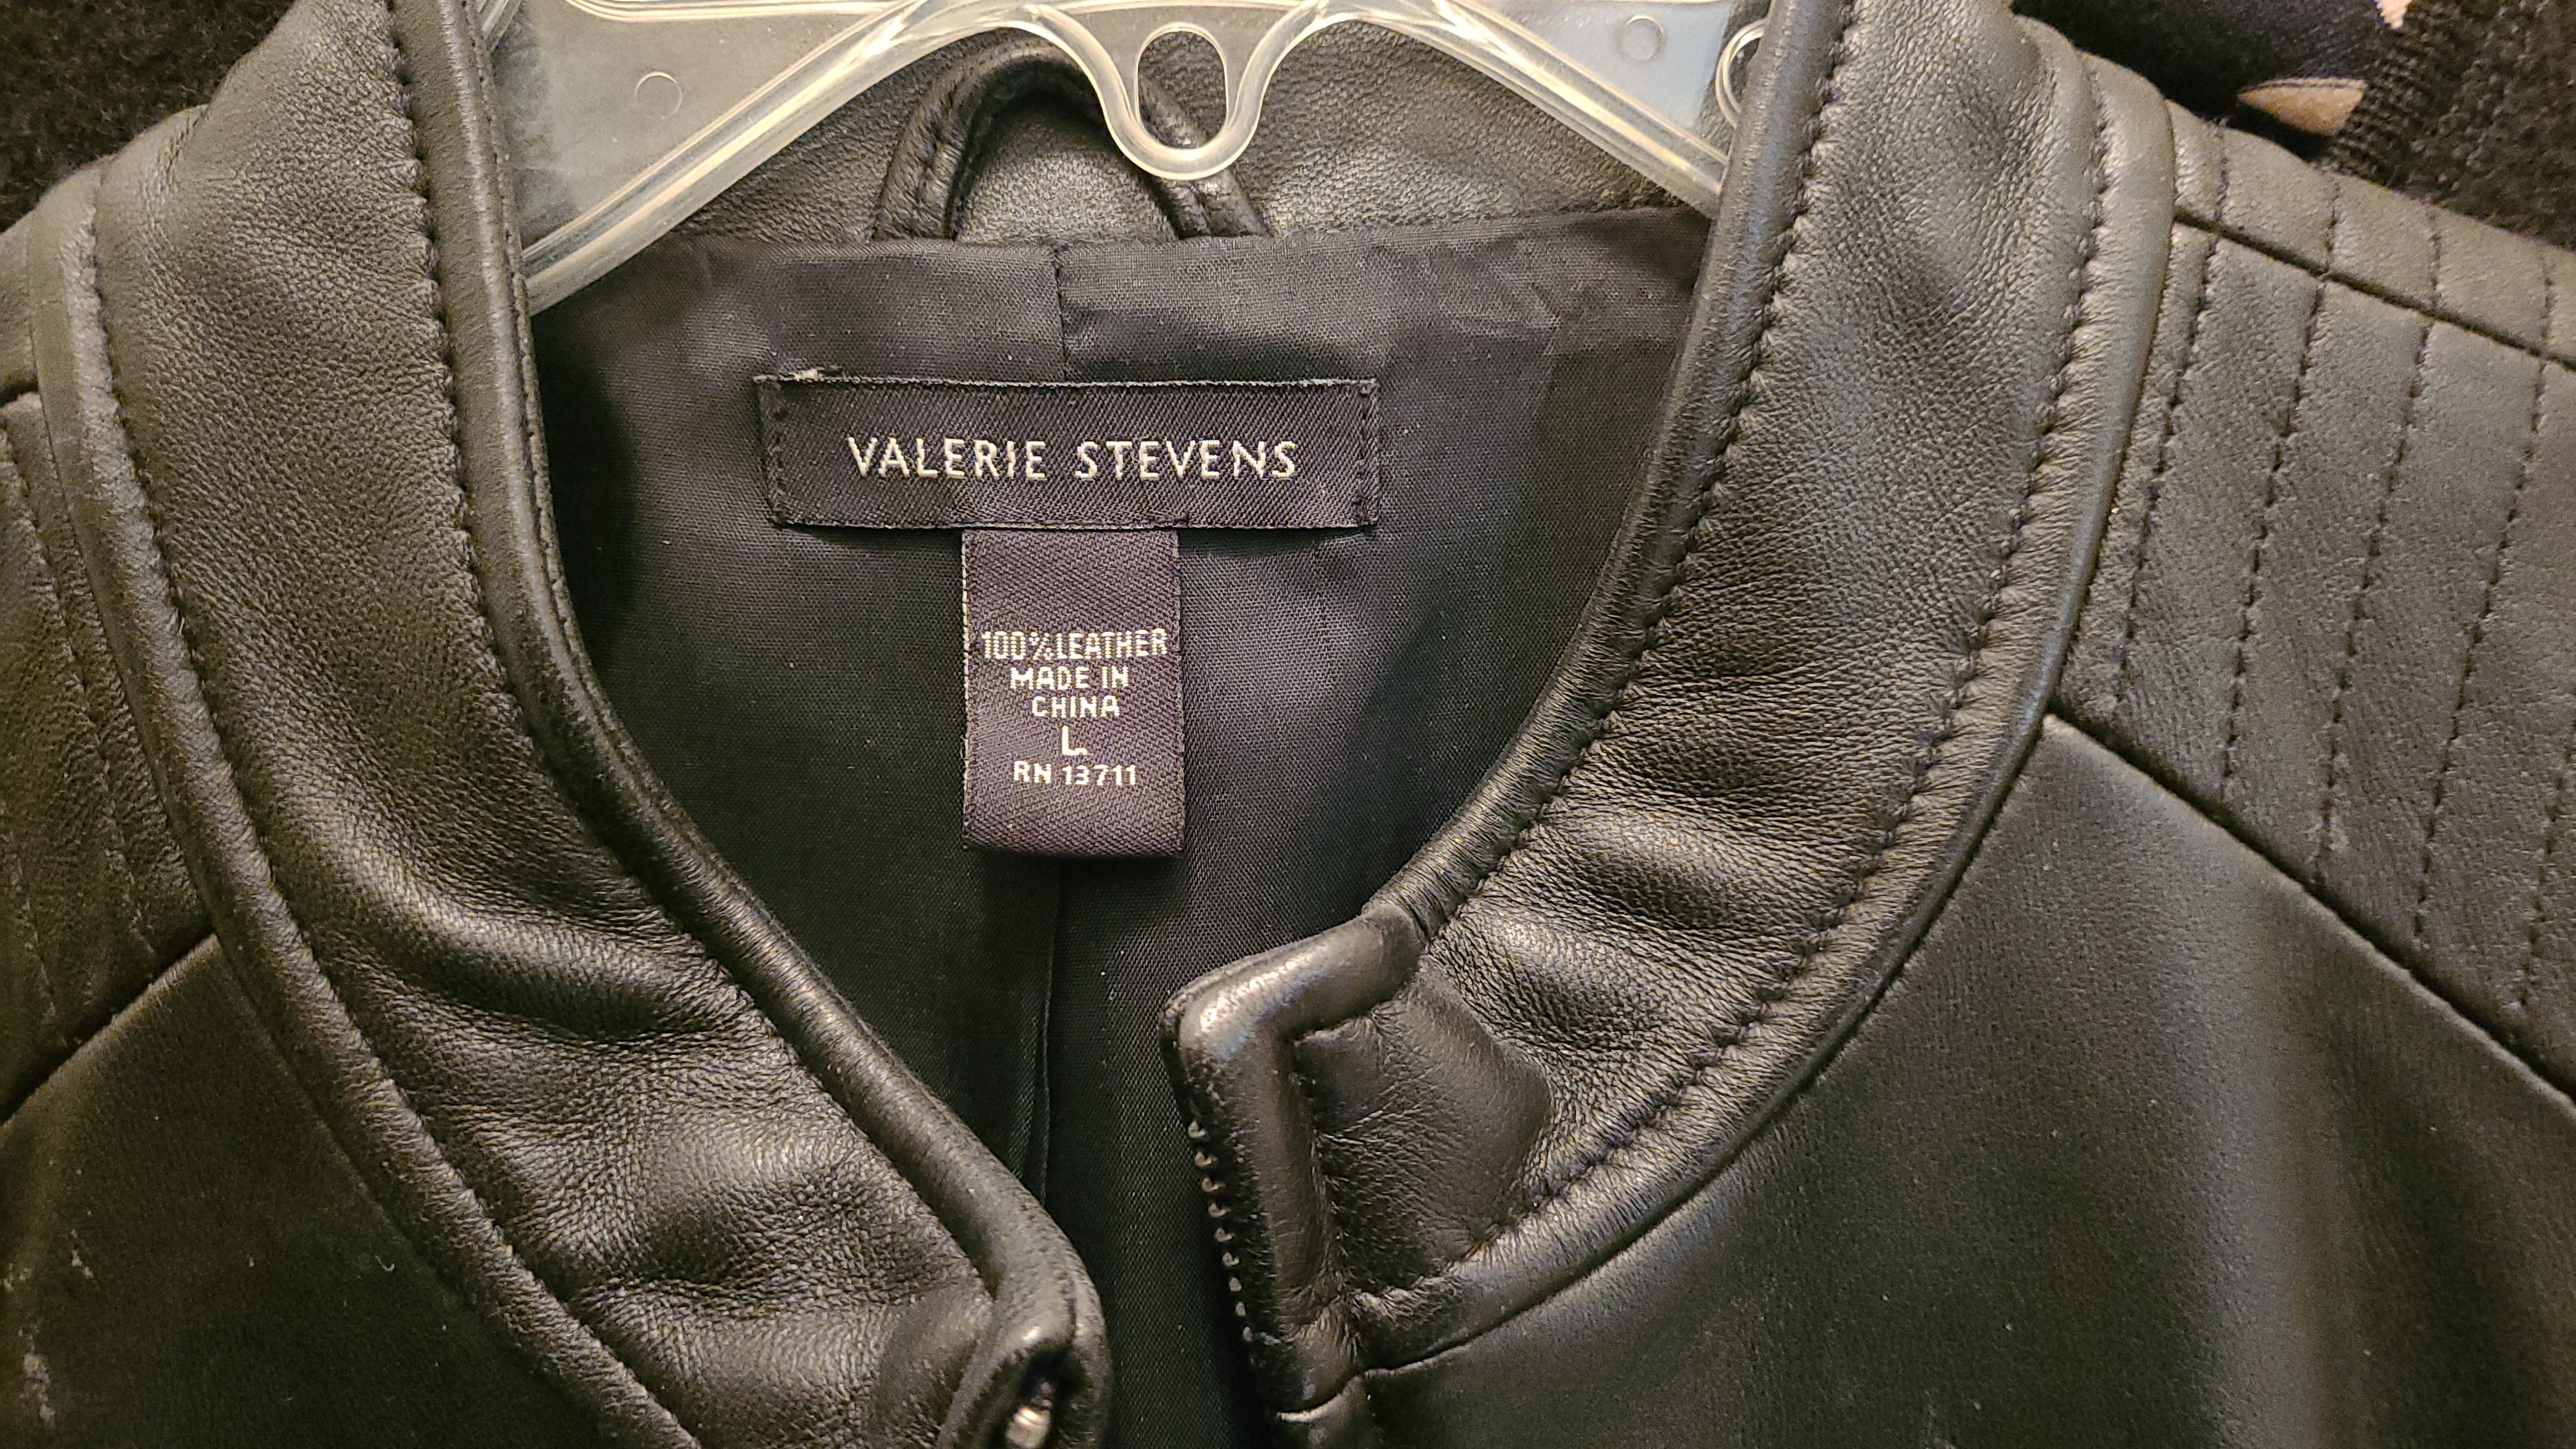 VALERIE STEVENS
100% LEATHER
MADE IN
CHINA
L
RN 13711